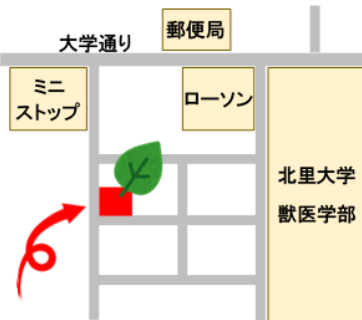 郵便局
大学通り
ミニ
ストップ
ローソン
北里大学
獣医学部